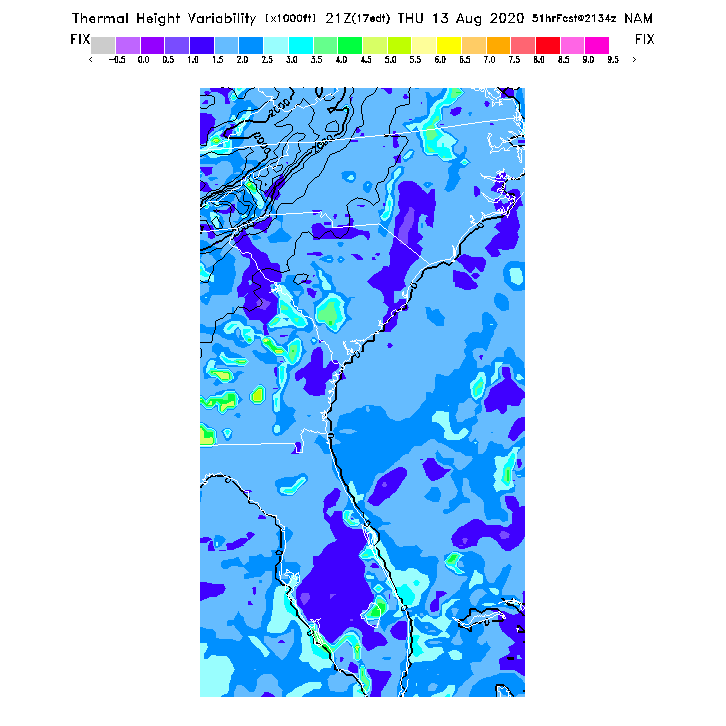 Thermal Height Variability [x1000ft] 21Z(17edt) THU 13 Aug 2020 51hrFcst@2134z NAM
FIX FIX
< -0.5 0.0 0.5 1.0 1.5 2.0 2.5 3.0 3.5 4.0 4.5 5.0 5.5 6.0 6.5 7.0 7.5 8.0 8.5 9.0 9.5 >
2000